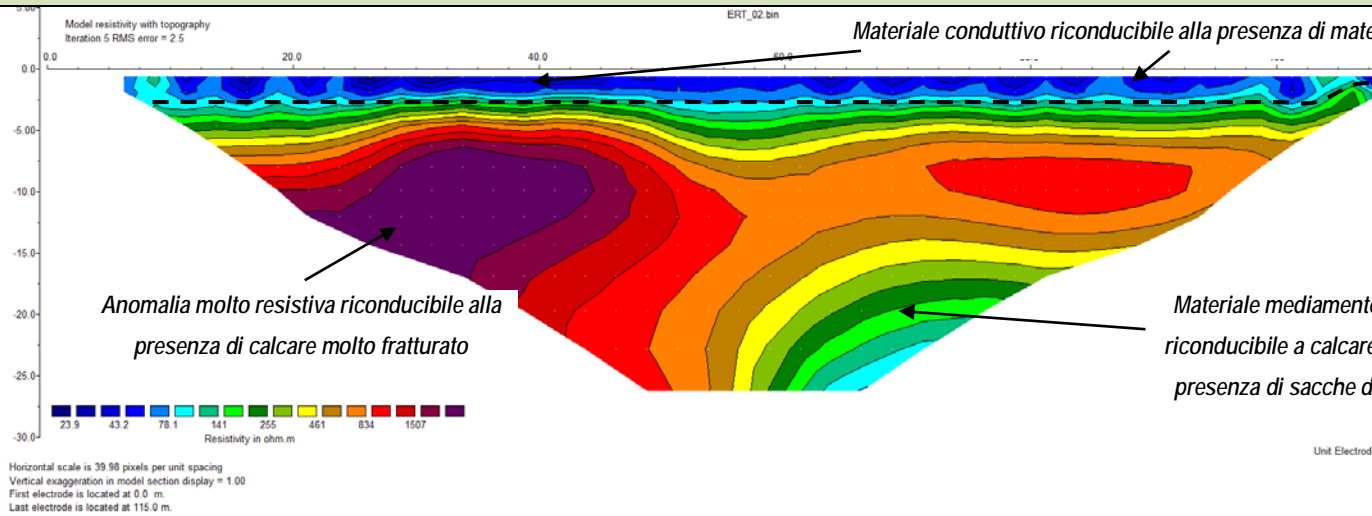 5.00
Model resistivity with topography
Iteration 5 RMS error = 2.5
ERT_02.bin
Materiale conduttivo riconducibile alla presenza di mate
0.0 20.0 40.0 60.0
0.0
-5.00
-10.0
-15.0
-20.0
-25.0
-30.0
Anomalia molto resistiva riconducibile alla
presenza di calcare molto fratturato
Materiale mediamente
riconducibile a calcare
presenza di sacche d
23.9 43.2 78.1 141 255 461 834 1507
Resistivity in ohm.m
Unit Electrod
Horizontal scale is 39.98 pixels per unit spacing
Vertical exaggeration in model section display = 1.00
First electrode is located at 0.0 m.
Last electrode is located at 115.0 m.